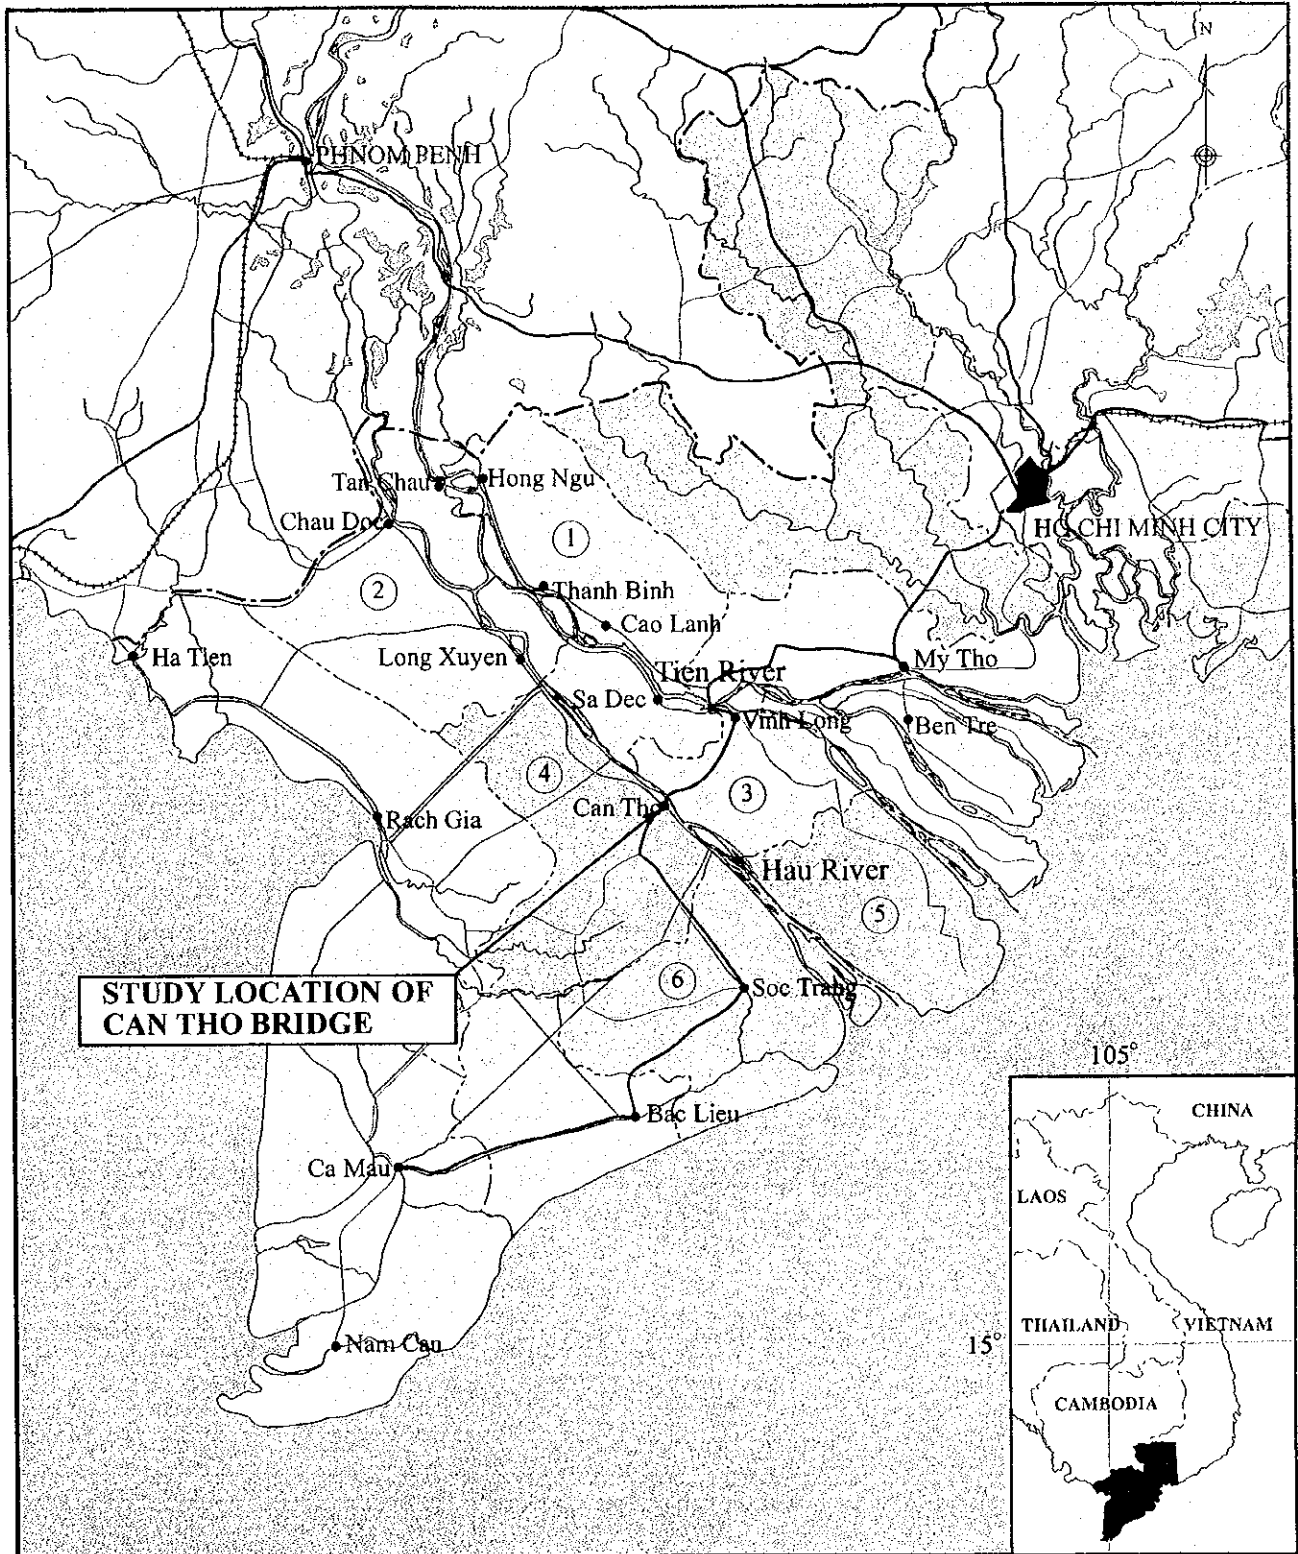 N
PHNOM PENH
Tan Chau
Hong Ngu
Chau Doc
HO CHI MINH CITY
1
2
Thanh Binh
Cao Lanh
Ha Tien
Long Xuyen
My Tho
Tien River
Sa Dec
Vinh Long
Ben Tre
4
3
Can Tho
Rach Gia
Hau River
5
6
STUDY LOCATION OF
CAN THO BRIDGE
Soc Trang
105°
Bac Lieu
CHINA
Ca Mau
LAOS
THAILAND
VIETNAM
15°
Nam Can
CAMBODIA